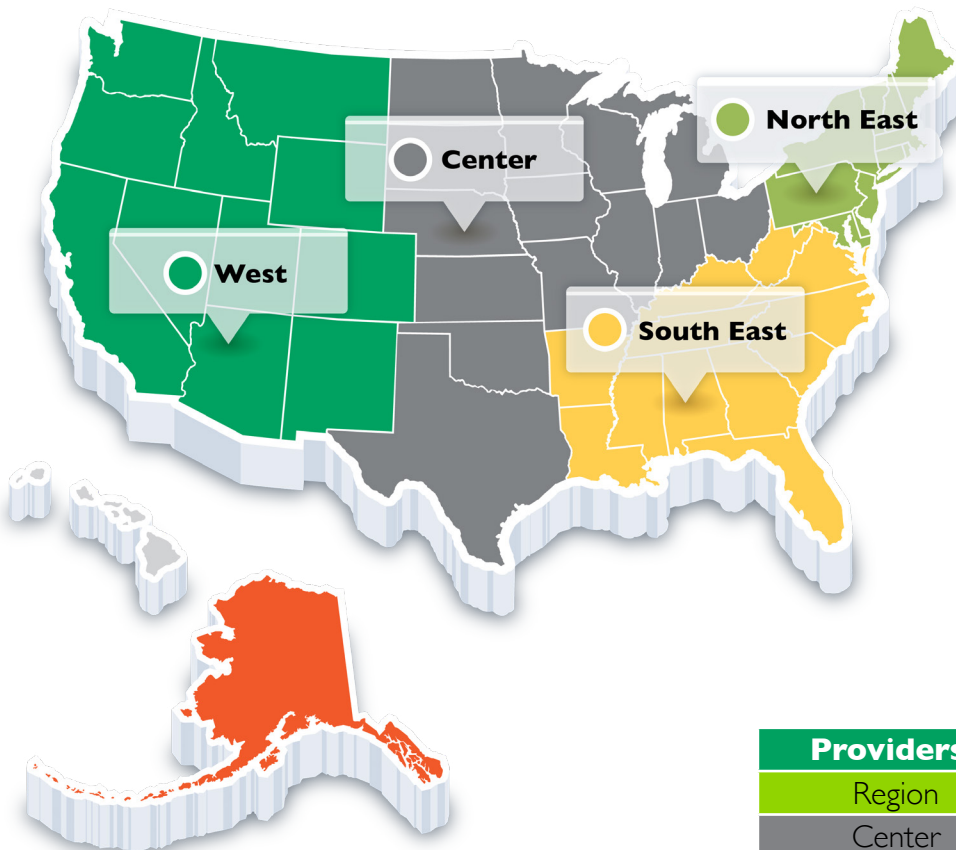 North East
Center
West
South East
Providers
Region
Center